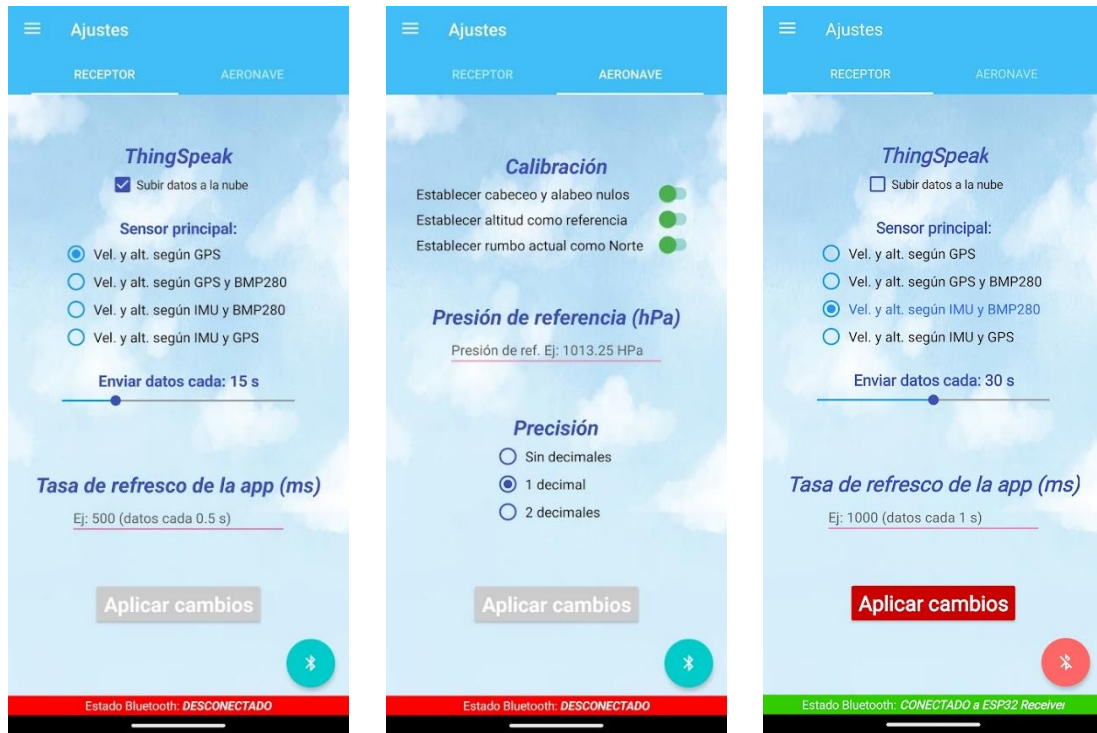 Ajustes
RECEPTOR AERONAVE
ThingSpeak
Subir datos a la nube
Sensor principal:
Vel. y alt. según GPS
Vel. y alt. según GPS y BMP280
Vel. y alt. según IMU y BMP280
Vel. y alt. según IMU y GPS
Enviar datos cada: 15 s
Tasa de refresco de la app (ms)
Ej: 500 (datos cada 0.5 s)
Aplicar cambios
Estado Bluetooth: DESCONECTADO
Ajustes
RECEPTOR AERONAVE
Calibración
Establecer cabeceo y alabeo nulos
Establecer altitud como referencia
Establecer rumbo actual como Norte
Presión de referencia (hPa)
Presión de ref. Ej: 1013.25 HPa
Precisión
Sin decimales
1 decimal
2 decimales
Aplicar cambios
Estado Bluetooth: DESCONECTADO
Ajustes
RECEPTOR AERONAVE
ThingSpeak
Subir datos a la nube
Sensor principal:
Vel. y alt. según GPS
Vel. y alt. según GPS y BMP280
Vel. y alt. según IMU y BMP280
Vel. y alt. según IMU y GPS
Enviar datos cada: 30 s
Tasa de refresco de la app (ms)
Ej: 1000 (datos cada 1 s)
Aplicar cambios
Estado Bluetooth: CONECTADO a ESP32 Receiver